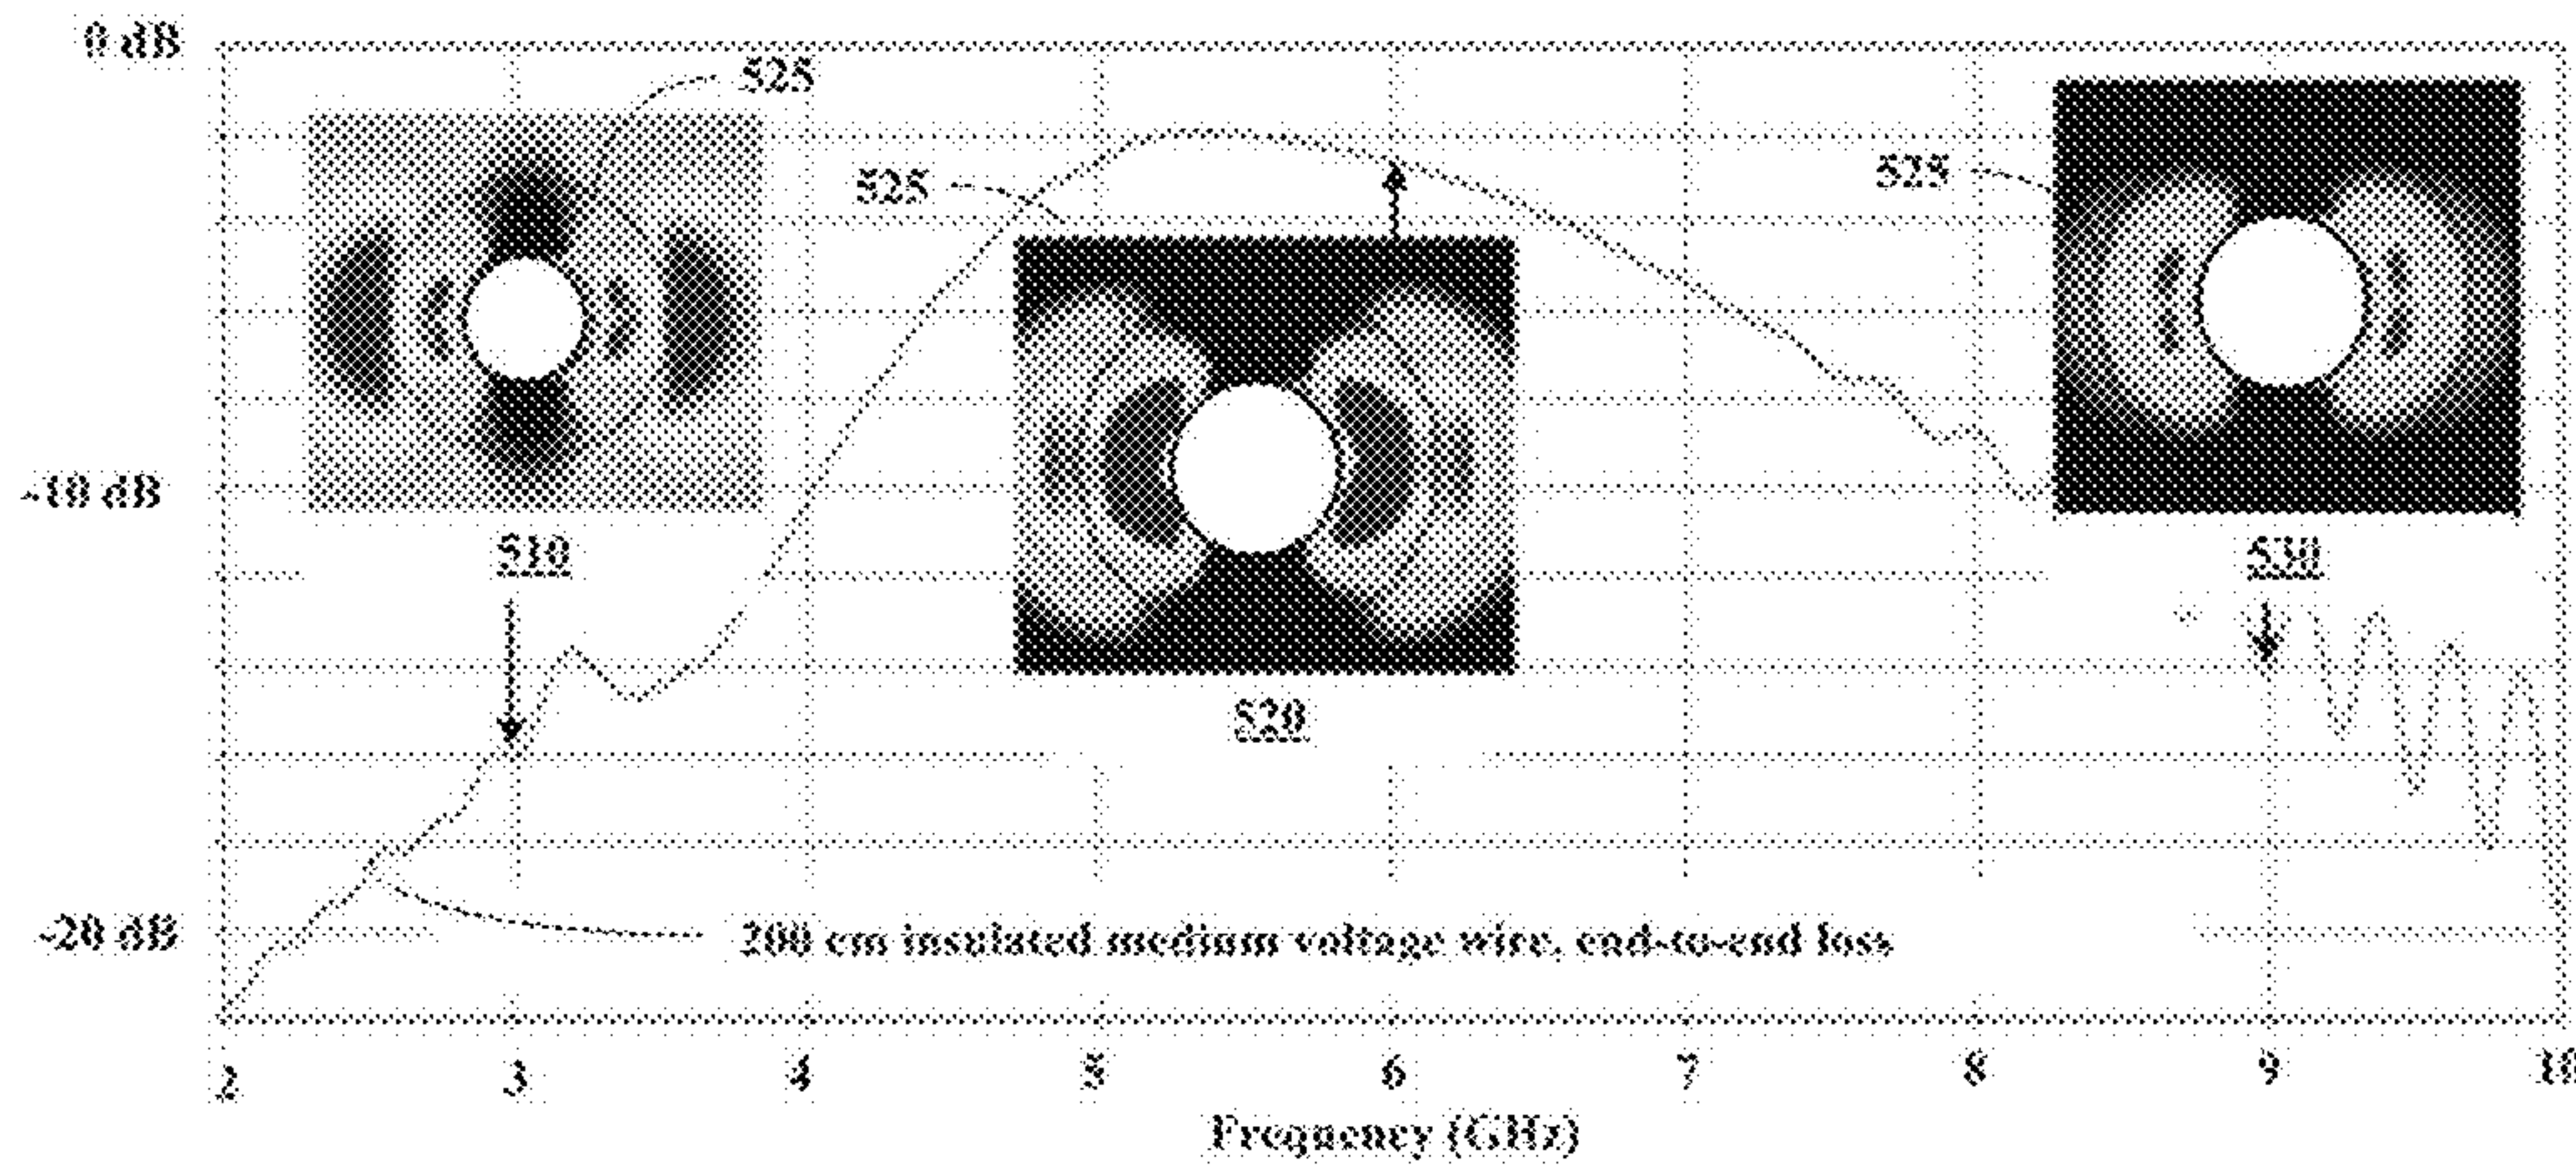 0 dB
525
525
525
-10 dB
510
530
520
-20 dB
200 cm insulated medium voltage wire, end-to-end loss
2 3 4 5 6 7 8 9 10
Frequency (GHz)